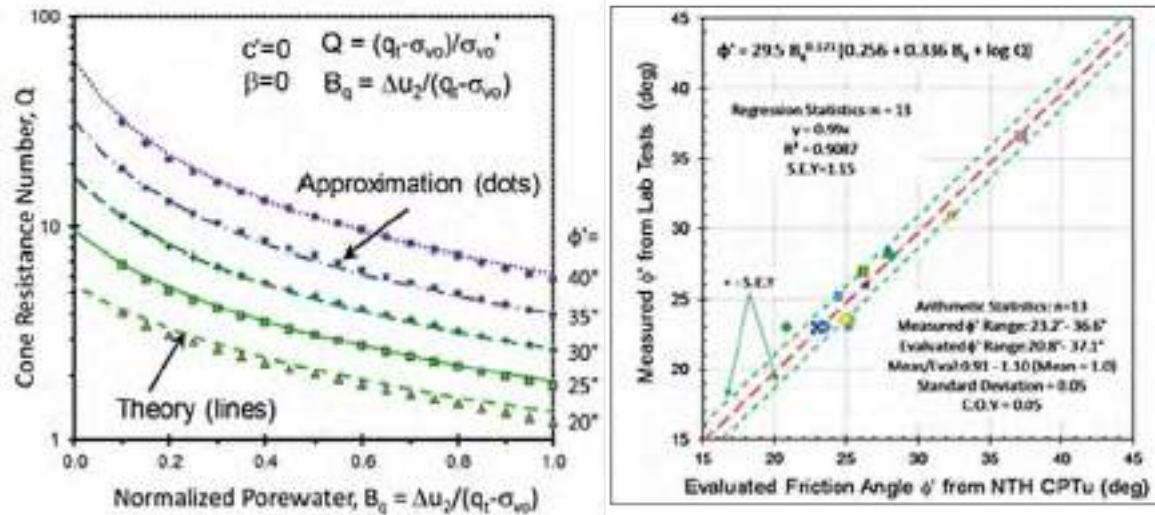 100
10
1
0.0
0.2
0.4
0.6
0.8
1.0
Cone Resistance Number, Q
c'=0 Q = (qt-σvo)/σvo'
β=0 Bq = Δu2/(qt-σvo)
Approximation (dots)
Theory (lines)
ϕ'=
40°
35°
30°
25°
20°
Normalized Porewater, Bq = Δu2/(qt-σvo)
45
40
35
30
25
20
15
Measured ϕ' from Lab Tests (deg)
ϕ' = 29.5 Bq^0.121 [0.256 + 0.336 Bq + log Q]
Regression Statistics: n = 13
y = 0.99x
R² = 0.9087
S.E.Y=1.15
+ - S.E.Y
Arithmetic Statistics: n=13
Measured ϕ' Range: 23.2° - 36.6°
Evaluated ϕ' Range: 20.8° - 37.1°
Mean/Eval: 0.91 - 1.10 (Mean = 1.0)
Standard Deviation = 0.05
C.O.V = 0.05
15 20 25 30 35 40 45
Evaluated Friction Angle ϕ' from NTH CPTu (deg)